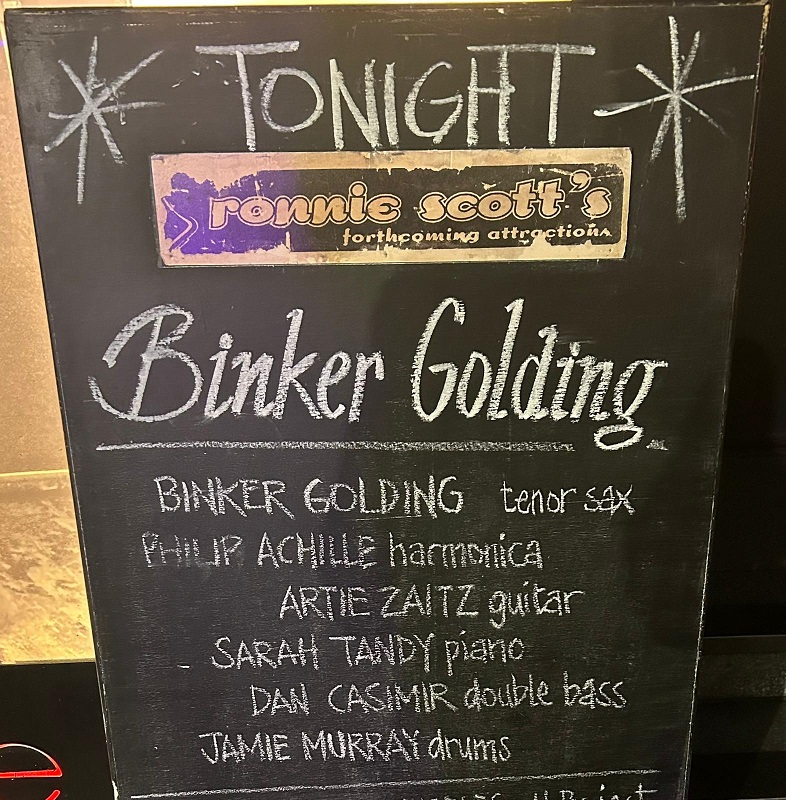 TONIGHT
ronnie scott's
forthcoming attractions
Binker Golding
BINKER GOLDING tenor sax
PHILIP ACHILLE harmonica
ARTIE ZAITZ guitar
SARAH TANDY piano
DAN CASIMIR double bass
JAMIE MURRAY drums